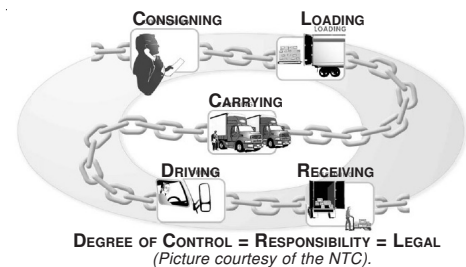 CONSIGNING LOADING
LOADING
CARRYING
DRIVING RECEIVING
DEGREE OF CONTROL = RESPONSIBILITY = LEGAL
(Picture courtesy of the NTC).